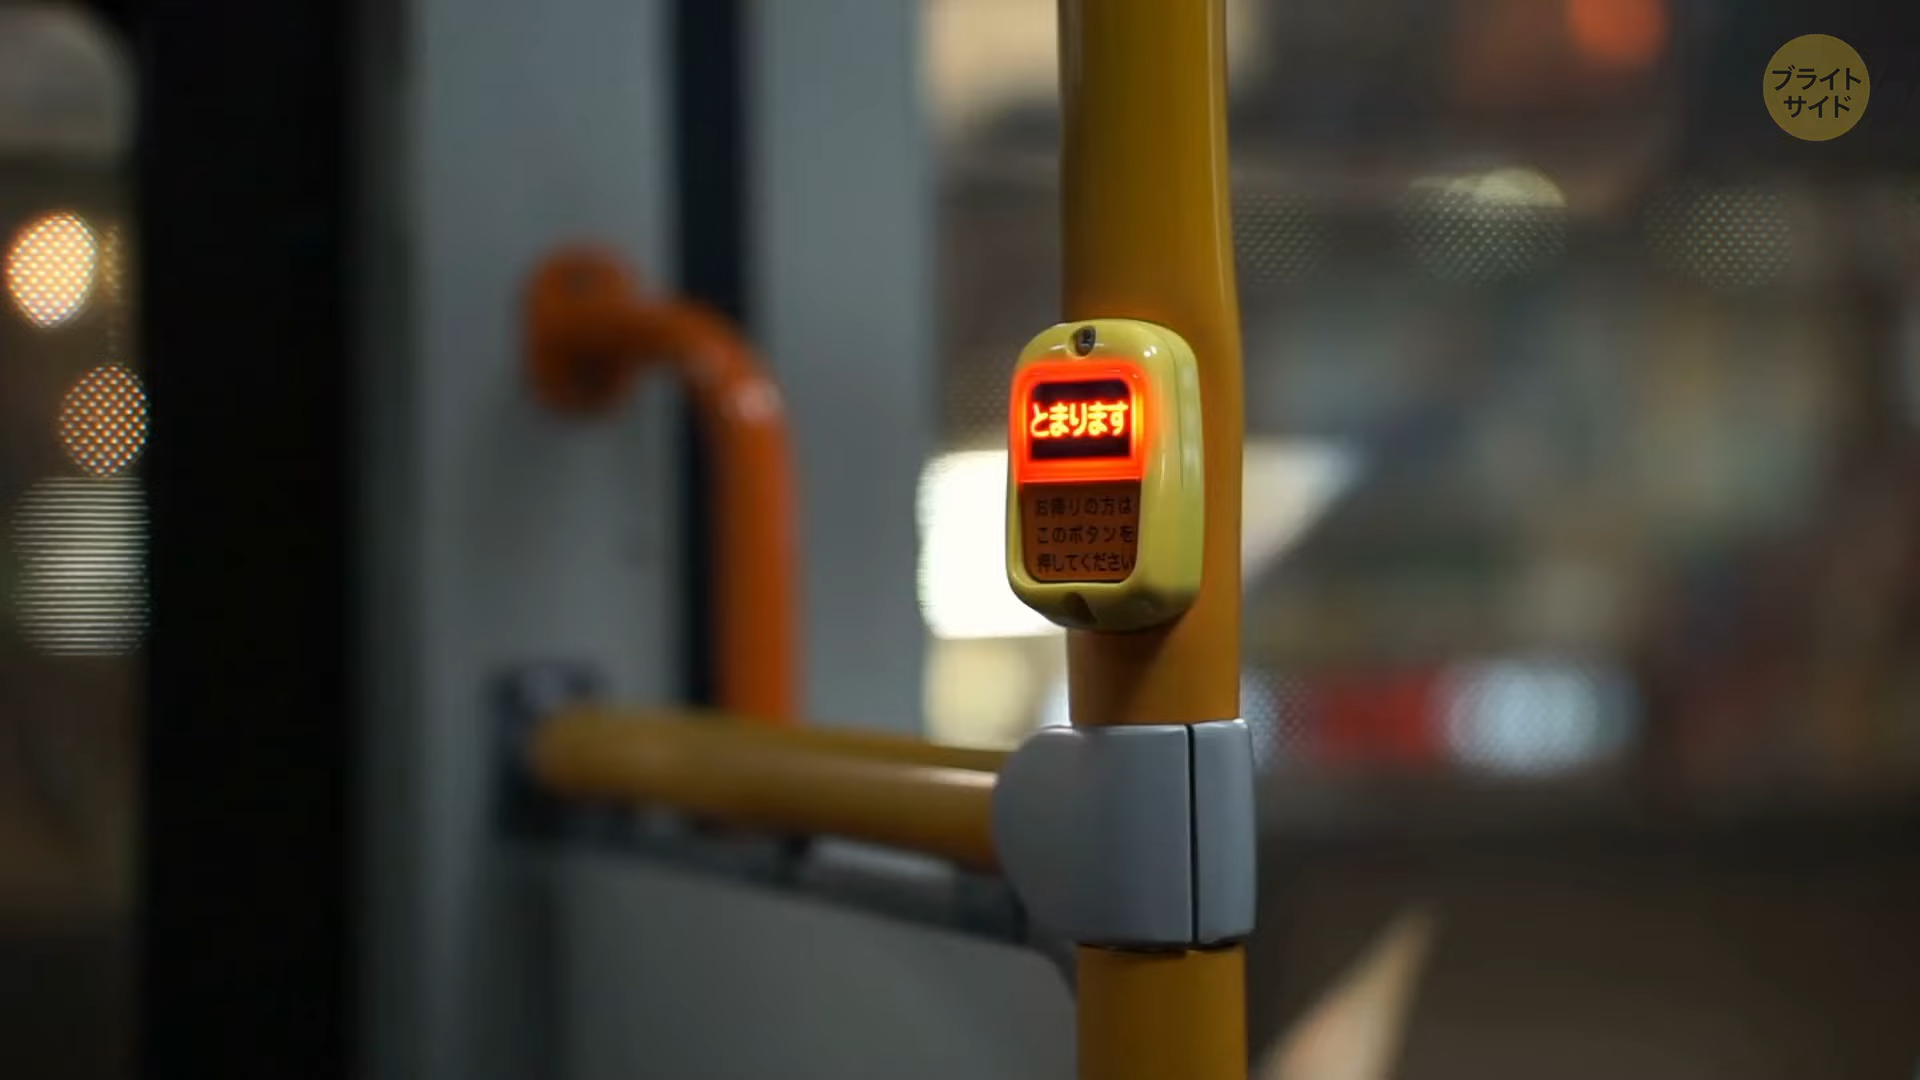 ブライト
サイド
とまります
お降りの方は
このボタンを
押してください